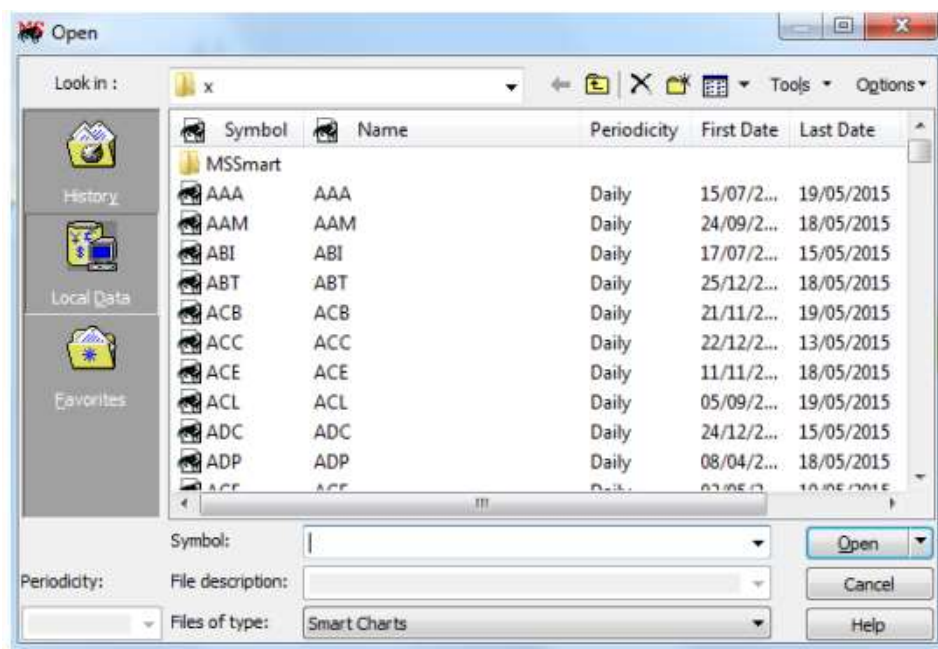 Open
Look in :
x
Tools
Options
History
Local Data
Favorites
Symbol Name Periodicity First Date Last Date
MSSmart
AAA AAA Daily 15/07/2... 19/05/2015
AAM AAM Daily 24/09/2... 18/05/2015
ABI ABI Daily 17/07/2... 15/05/2015
ABT ABT Daily 25/12/2... 18/05/2015
ACB ACB Daily 21/11/2... 19/05/2015
ACC ACC Daily 22/12/2... 13/05/2015
ACE ACE Daily 11/11/2... 18/05/2015
ACL ACL Daily 05/09/2... 19/05/2015
ADC ADC Daily 24/12/2... 15/05/2015
ADP ADP Daily 08/04/2... 18/05/2015
Symbol:
Open
Periodicity:
File description:
Cancel
Files of type: Smart Charts
Help